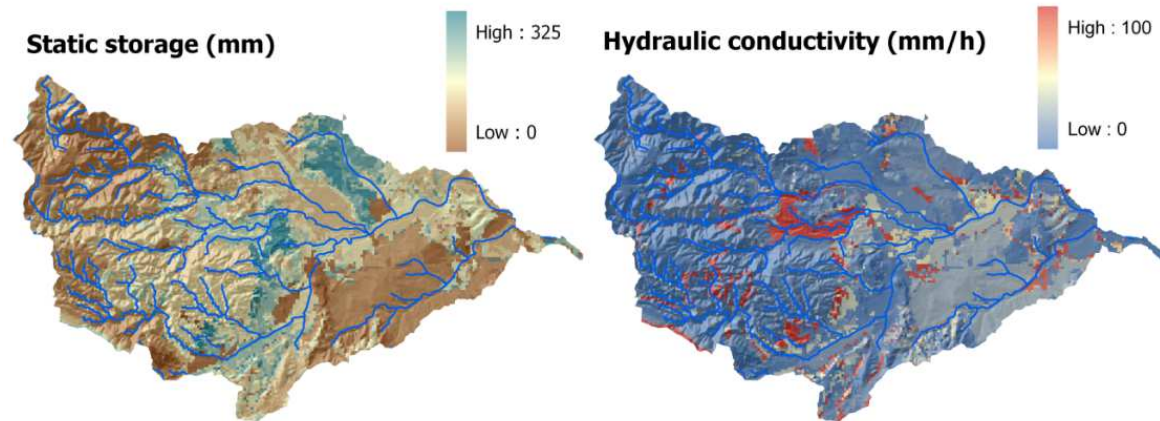 Static storage (mm)
High : 325
Low : 0
Hydraulic conductivity (mm/h)
High : 100
Low : 0